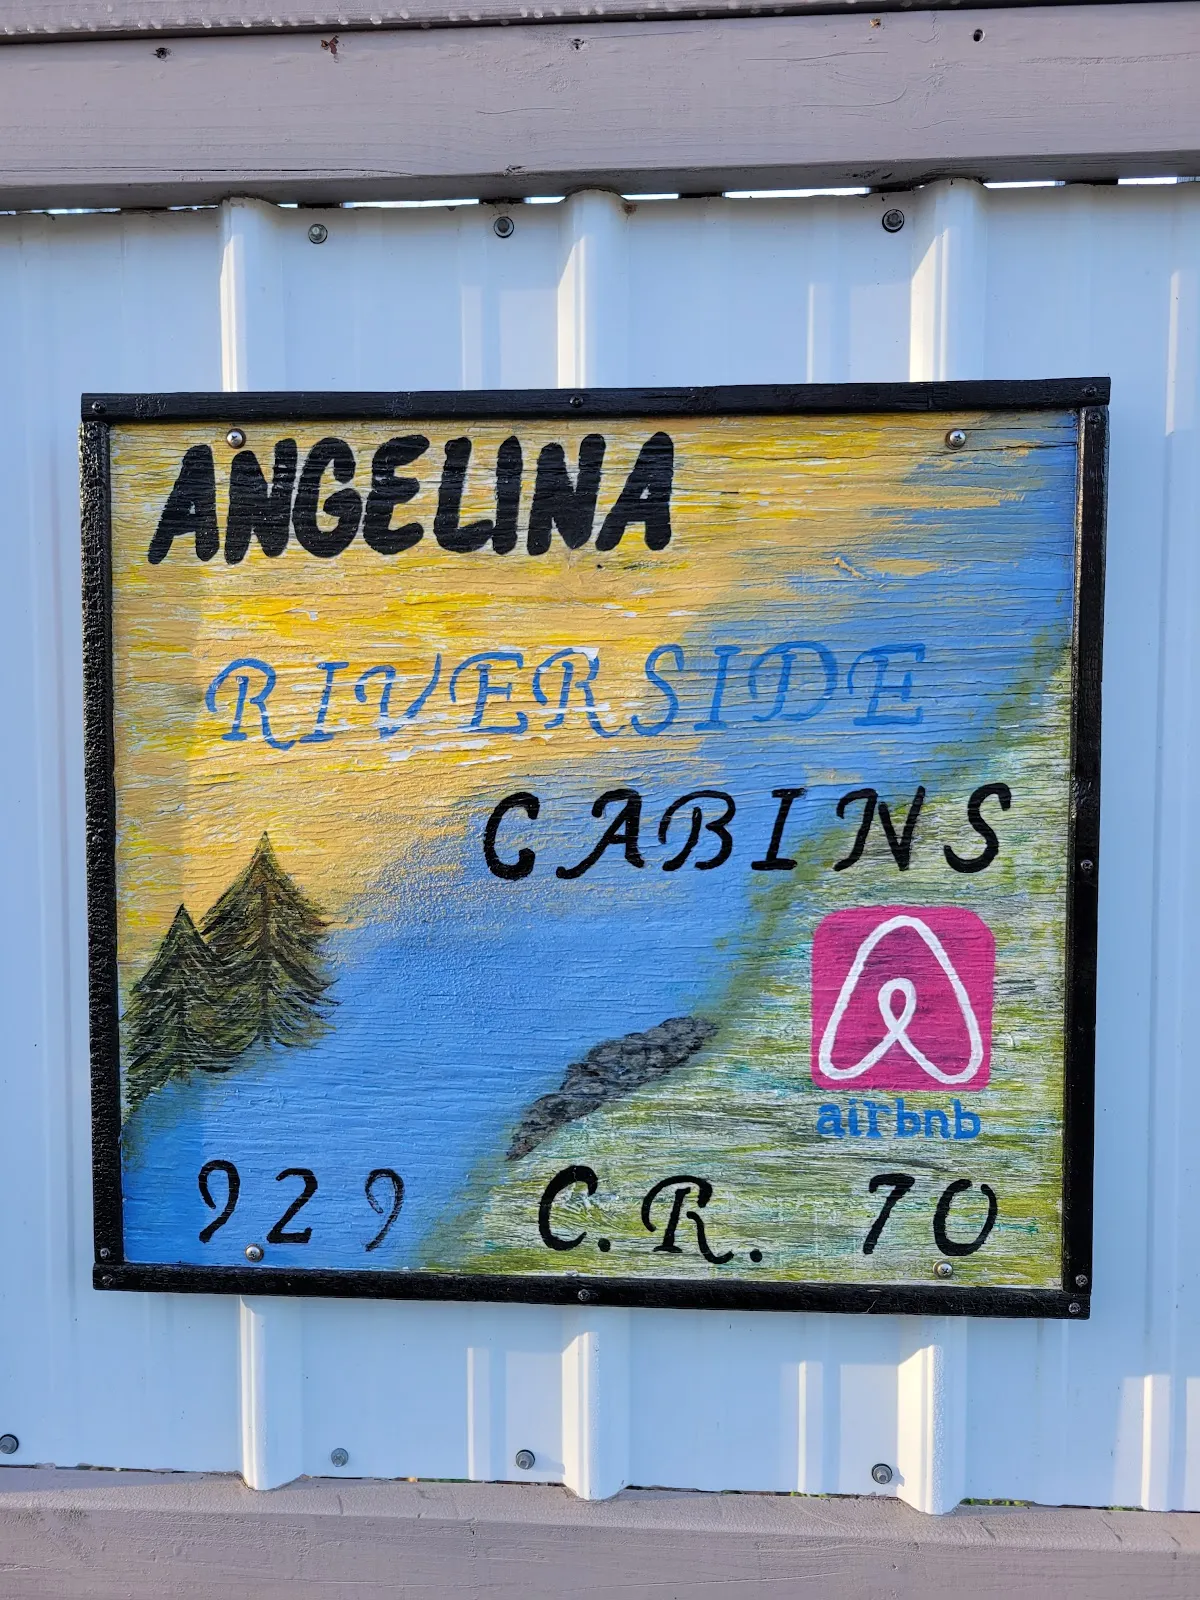 ANGELINA
RIVERSIDE
CABINS
airbnb
929 C.R. 70